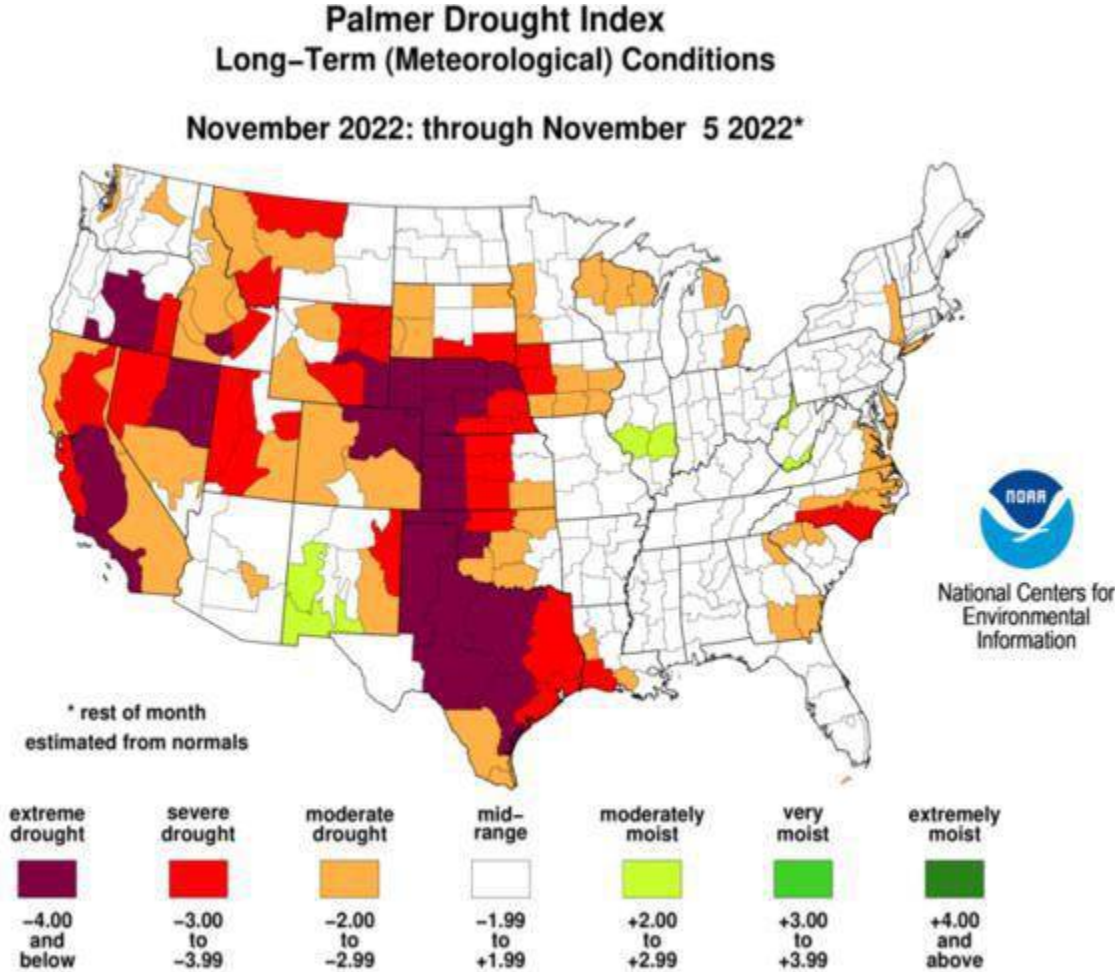 Palmer Drought Index
Long-Term (Meteorological) Conditions
November 2022: through November 5 2022*
NOAA
National Centers for
Environmental
Information
* rest of month
estimated from normals
extreme drought
severe drought
moderate drought
mid-range
moderately moist
very moist
extremely moist
-4.00 and below
-3.00 to -3.99
-2.00 to -2.99
-1.99 to +1.99
+2.00 to +2.99
+3.00 to +3.99
+4.00 and above